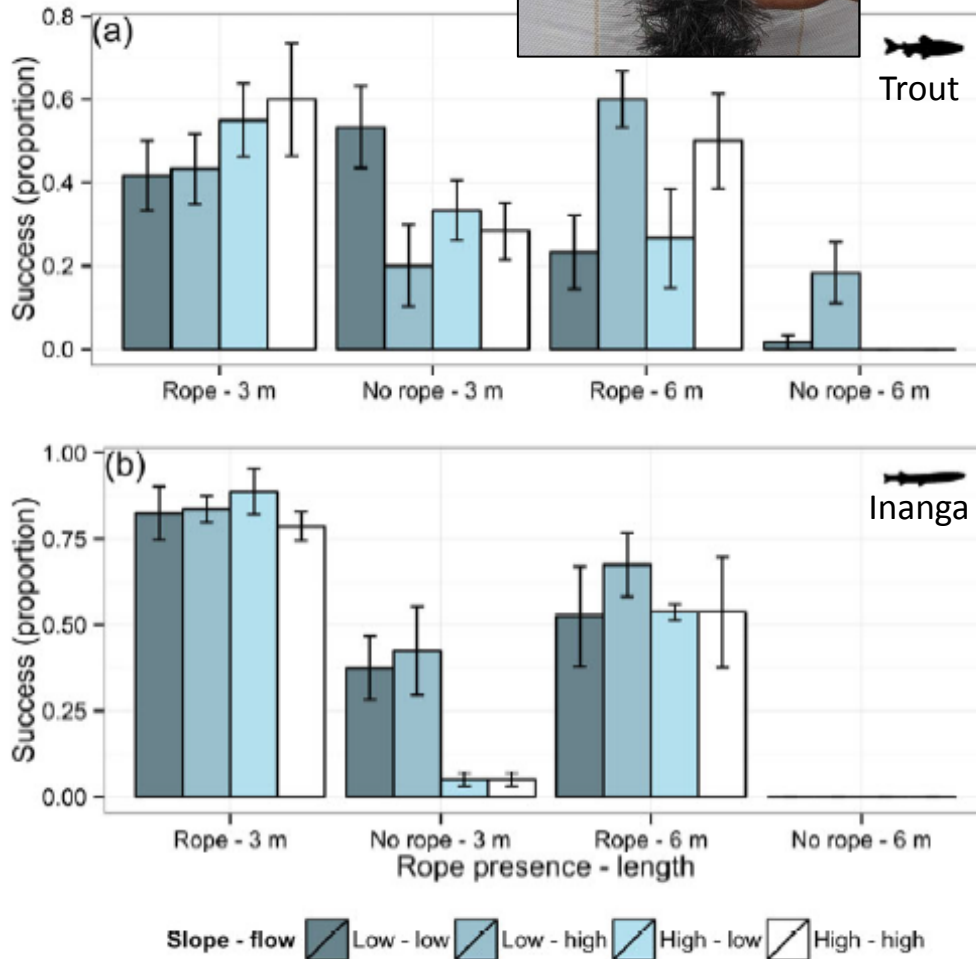 (a)
Trout
Success (proportion)
0.8
0.6
0.4
0.2
0.0
Rope - 3 m No rope - 3 m Rope - 6 m No rope - 6 m
(b)
Inanga
Success (proportion)
1.00
0.75
0.50
0.25
0.00
Rope - 3 m No rope - 3 m Rope - 6 m No rope - 6 m
Rope presence - length
Slope - flow Low - low Low - high High - low High - high